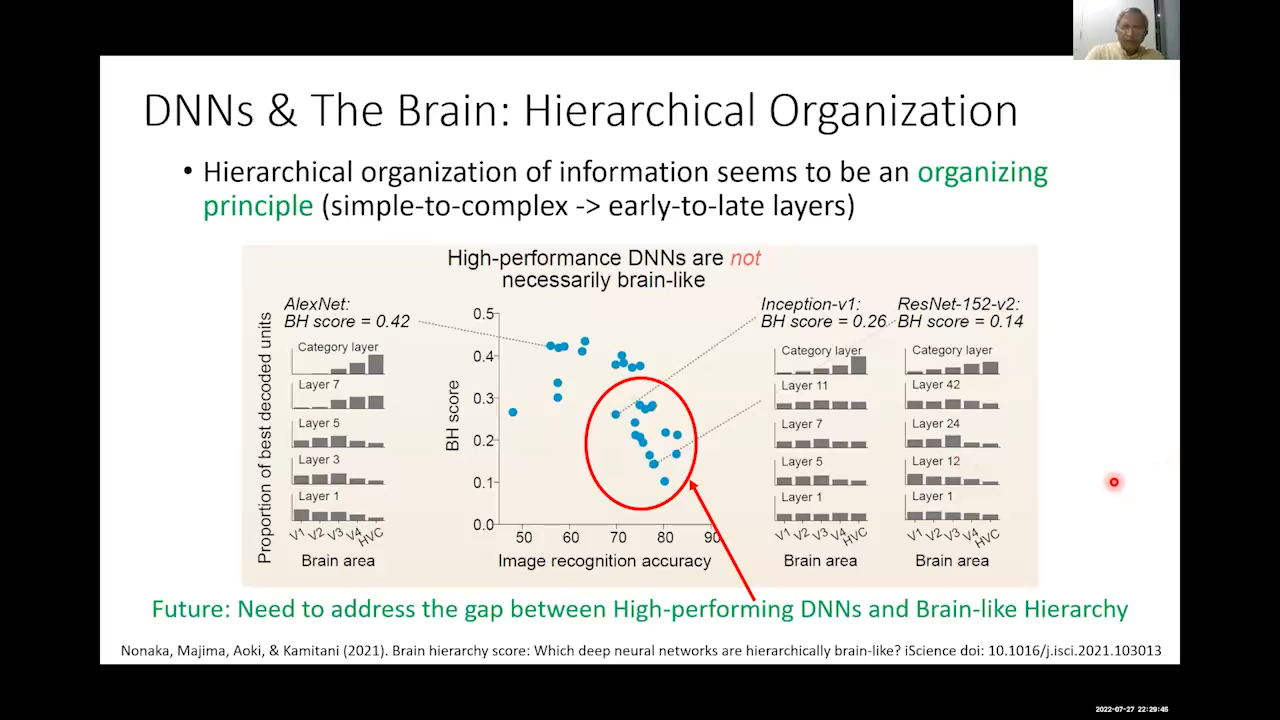 DNNs & The Brain: Hierarchical Organization
• Hierarchical organization of information seems to be an organizing
principle (simple-to-complex -> early-to-late layers)
High-performance DNNs are not
necessarily brain-like
AlexNet:
BH score = 0.42
Proportion of best decoded units
Category layer
Layer 7
Layer 5
Layer 3
Layer 1
V1 V2 V3 V4 HVC
Brain area
BH score
0.5
0.4
0.3
0.2
0.1
0.0
50 60 70 80 90
Image recognition accuracy
Inception-v1:
BH score = 0.26
Category layer
Layer 11
Layer 7
Layer 5
Layer 1
V1 V2 V3 V4 HVC
Brain area
ResNet-152-v2:
BH score = 0.14
Category layer
Layer 42
Layer 24
Layer 12
Layer 1
V1 V2 V3 V4 HVC
Brain area
Future: Need to address the gap between High-performing DNNs and Brain-like Hierarchy
Nonaka, Majima, Aoki, & Kamitani (2021). Brain hierarchy score: Which deep neural networks are hierarchically brain-like? iScience doi: 10.1016/j.isci.2021.103013
2022-07-27 22:29:45